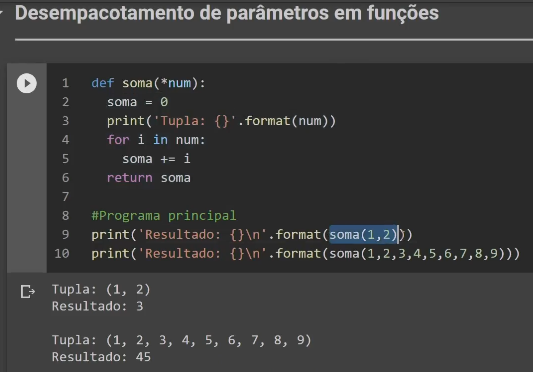 Desempacotamento de parâmetros em funções
1 def soma(*num):
2   soma = 0
3   print('Tupla: {}'.format(num))
4   for i in num:
5     soma += i
6   return soma
7
8 #Programa principal
9 print('Resultado: {}\n'.format(soma(1,2)))
10 print('Resultado: {}\n'.format(soma(1,2,3,4,5,6,7,8,9)))
Tupla: (1, 2)
Resultado: 3
Tupla: (1, 2, 3, 4, 5, 6, 7, 8, 9)
Resultado: 45